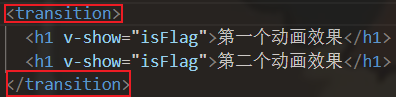 <transition>
<h1 v-show="isFlag">第一个动画效果</h1>
<h1 v-show="isFlag">第二个动画效果</h1>
</transition>